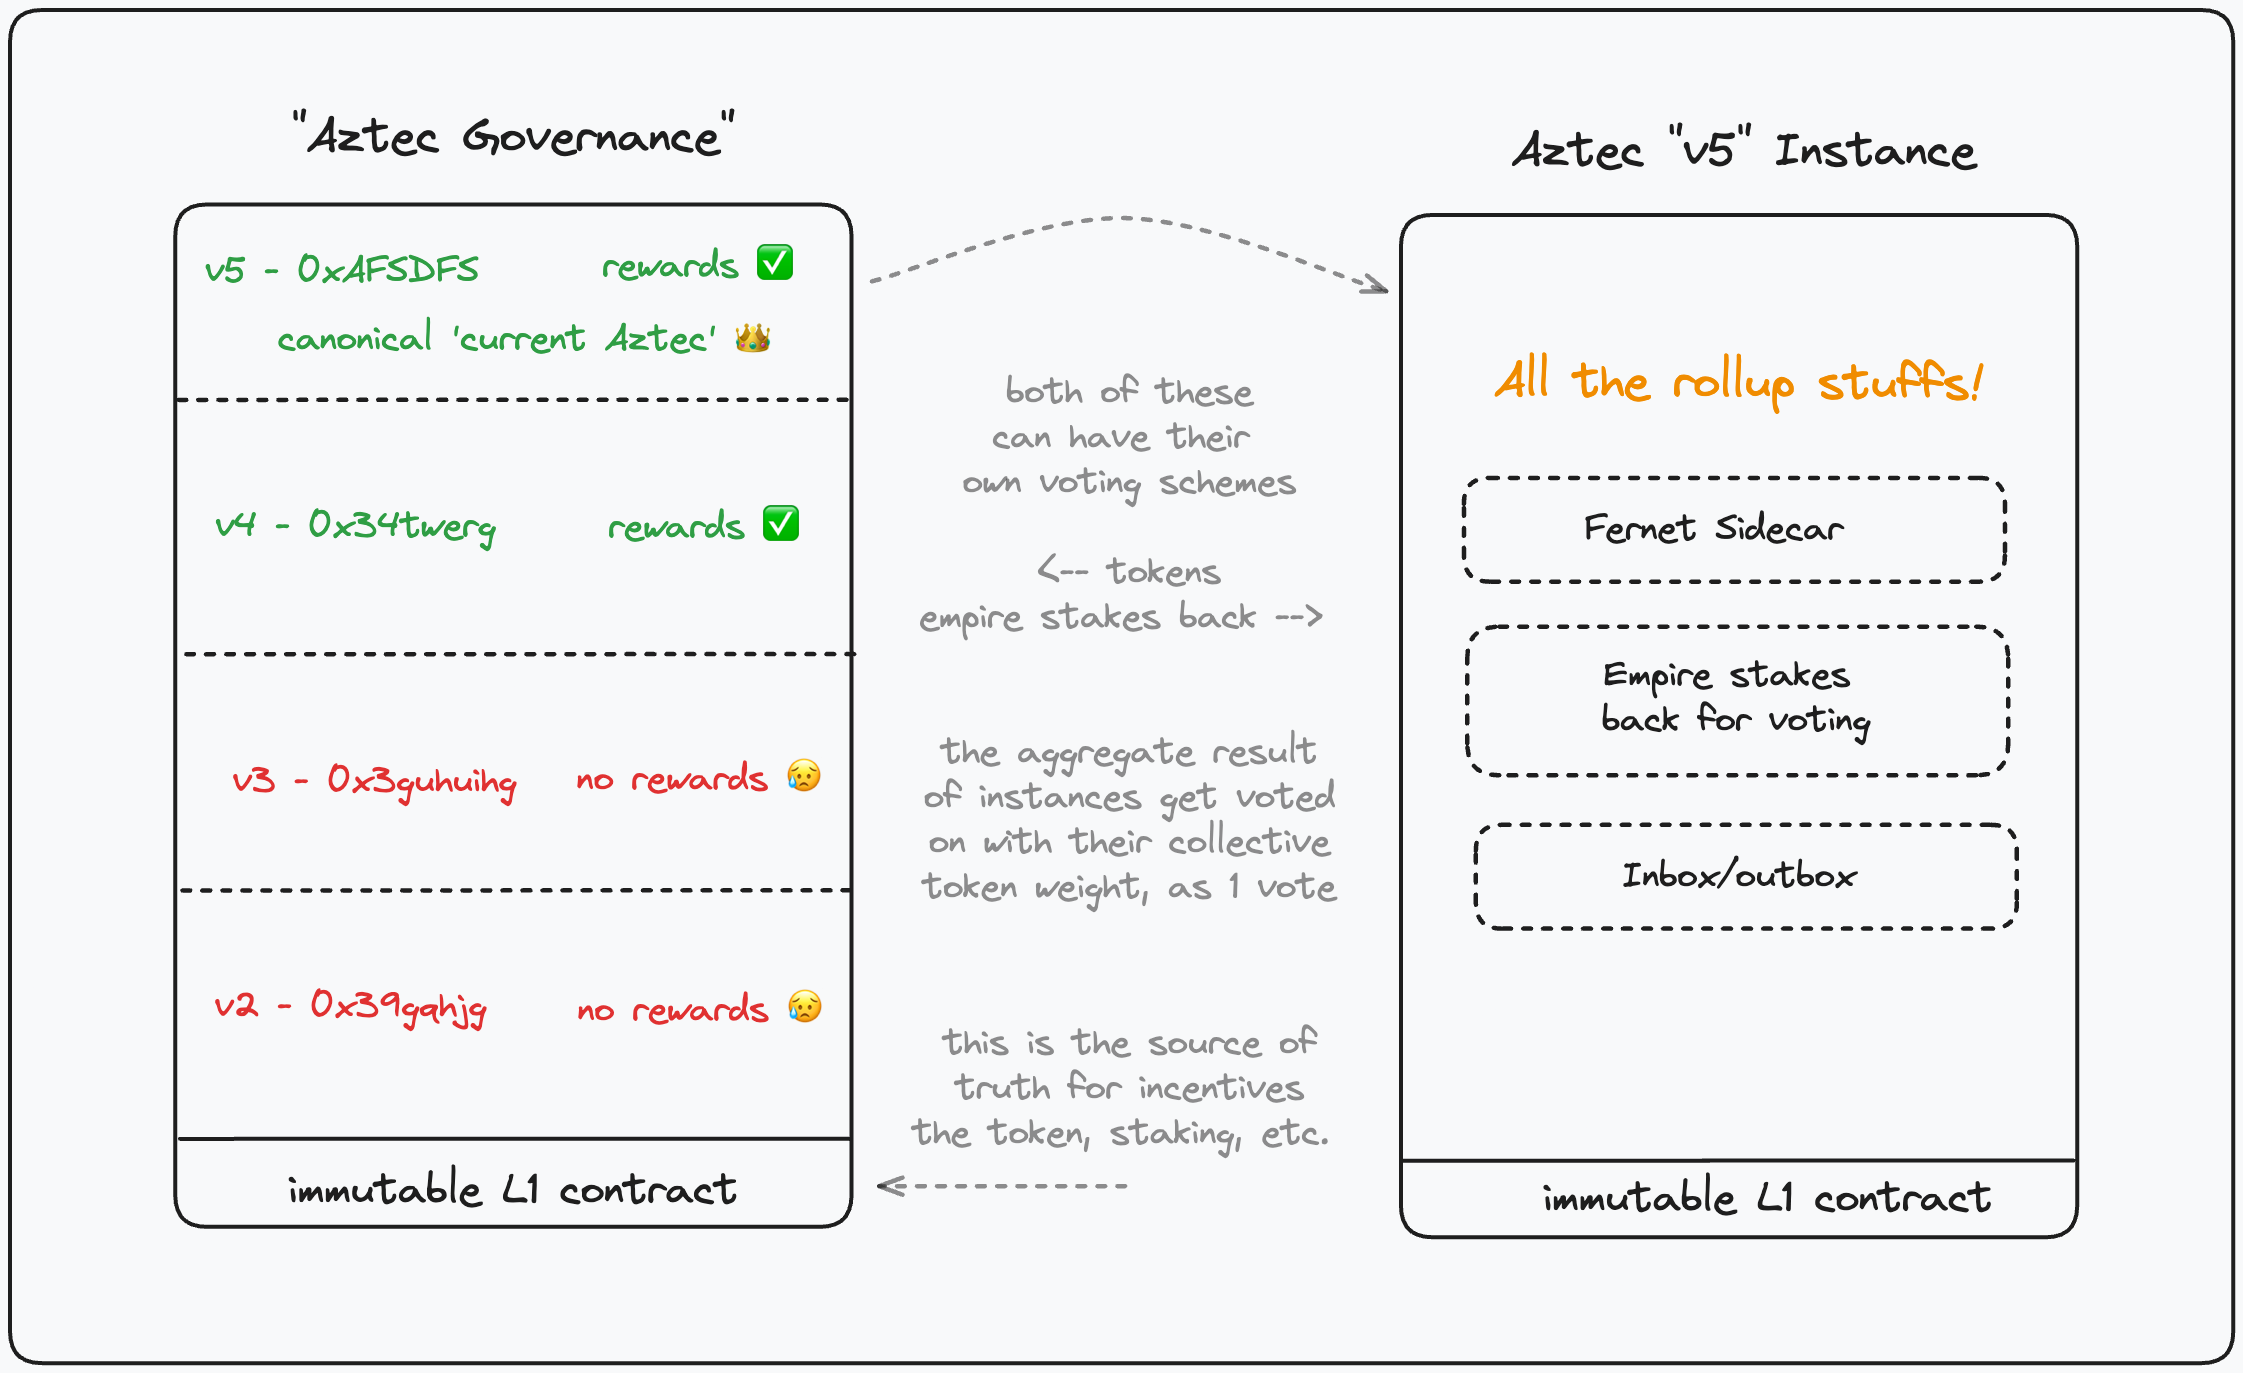 "Aztec Governance"
v5 - 0xAFSDFS rewards ✅
canonical 'current Aztec' 👑
v4 - 0x34twerg rewards ✅
v3 - 0x3guhuihg no rewards 😥
v2 - 0x39gahjg no rewards 😥
immutable L1 contract
both of these
can have their
own voting schemes
<-- tokens
empire stakes back -->
the aggregate result
of instances get voted
on with their collective
token weight, as 1 vote
this is the source of
truth for incentives
the token, staking, etc.
Aztec "v5" Instance
All the rollup stuffs!
Fernet Sidecar
Empire stakes
back for voting
Inbox/outbox
immutable L1 contract